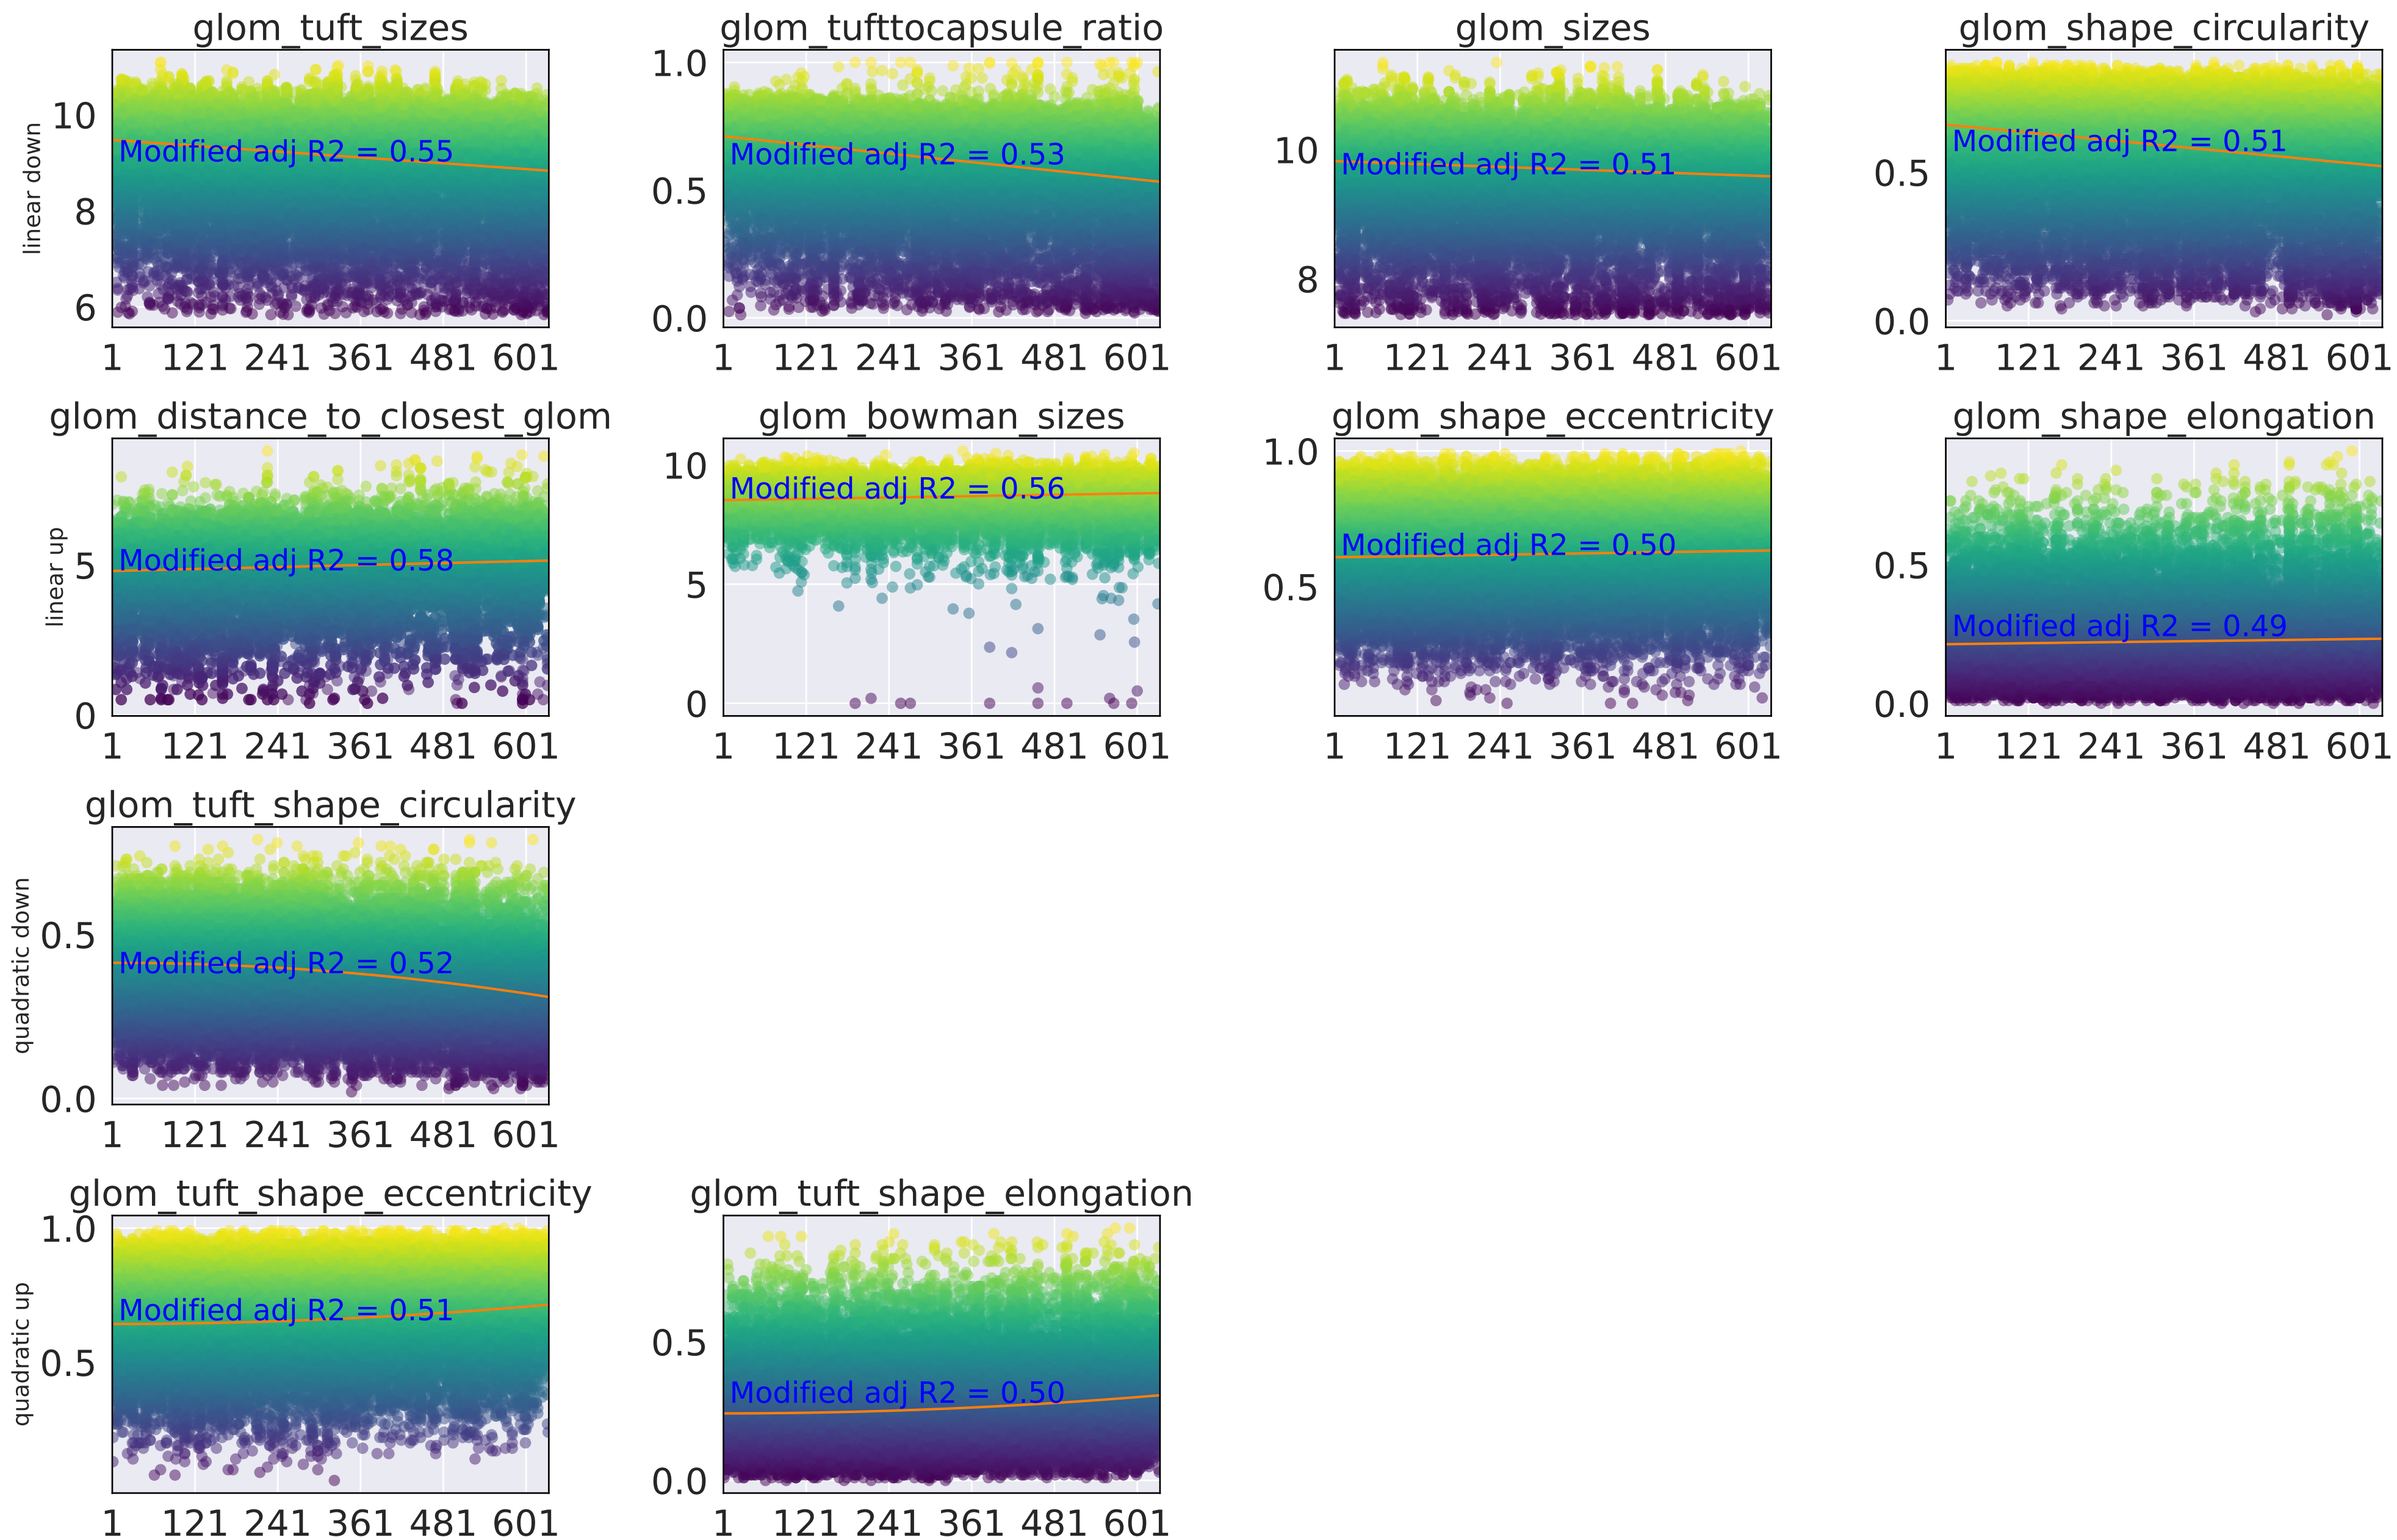 glom_tuft_sizes
glom_tufttocapsule_ratio
glom_sizes
glom_shape_circularity
linear down
10
8
6
Modified adj R2 = 0.55
1 121 241 361 481 601
1.0
0.5
0.0
Modified adj R2 = 0.53
1 121 241 361 481 601
10
8
Modified adj R2 = 0.51
1 121 241 361 481 601
0.5
0.0
Modified adj R2 = 0.51
1 121 241 361 481 601
glom_distance_to_closest_glom
glom_bowman_sizes
glom_shape_eccentricity
glom_shape_elongation
linear up
5
0
Modified adj R2 = 0.58
1 121 241 361 481 601
10
5
0
Modified adj R2 = 0.56
1 121 241 361 481 601
1.0
0.5
Modified adj R2 = 0.50
1 121 241 361 481 601
0.5
0.0
Modified adj R2 = 0.49
1 121 241 361 481 601
glom_tuft_shape_circularity
quadratic down
0.5
0.0
Modified adj R2 = 0.52
1 121 241 361 481 601
glom_tuft_shape_eccentricity
glom_tuft_shape_elongation
quadratic up
1.0
0.5
Modified adj R2 = 0.51
1 121 241 361 481 601
0.5
0.0
Modified adj R2 = 0.50
1 121 241 361 481 601